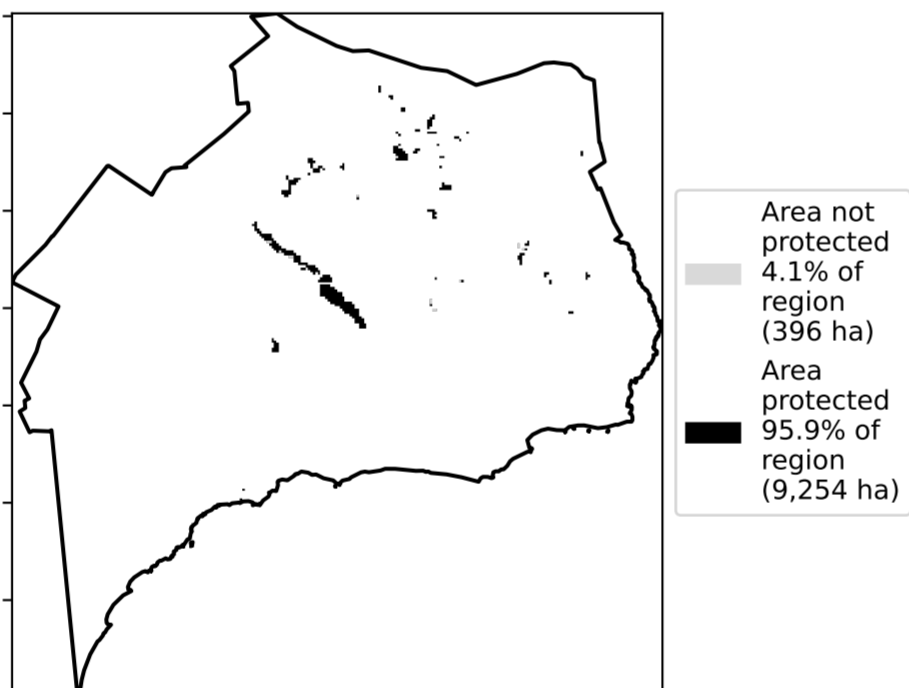 Area not
protected
4.1% of
region
(396 ha)
Area
protected
95.9% of
region
(9,254 ha)